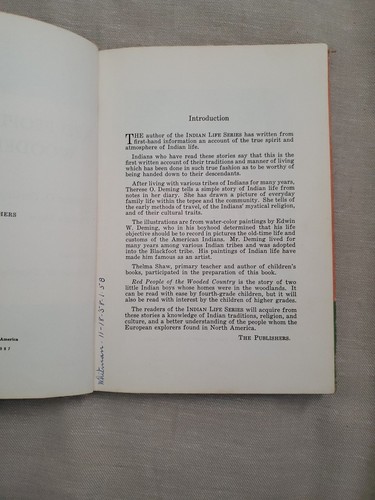 Introduction
THE author of the INDIAN LIFE SERIES has written from
first-hand information an account of the true spirit and
atmosphere of Indian life.
Indians who have read these stories say that this is the
first written account of their traditions and manner of living
which has been done in such true fashion as to be worthy
of being handed down to their descendants.
After living with various tribes of Indians for many years,
Therese O. Deming tells a simple story of Indian life from
notes in her diary. She has drawn a picture of everyday
family life within the tepee and the community. She tells of
the early methods of travel, of the Indians' mystical religion,
and of their cultural traits.
The illustrations are from water-color paintings by Edwin
W. Deming, who in his boyhood determined that his life
objective should be to record in pictures the old-time life and
customs of the American Indians. Mr. Deming lived for
many years among various Indian tribes and was adopted
into the Blackfoot tribe. His paintings of Indian life have
made him famous as an artist.
Thelma Shaw, primary teacher and author of children's
books, participated in the preparation of this book.
Red People of the Wooded Country is the story of two
little Indian boys whose homes were in the woodlands. It
can be read with ease by fourth-grade children, but it will
also be read with interest by the children of higher grades.
The readers of the INDIAN LIFE SERIES will acquire from
these stories a knowledge of Indian traditions, religion, and
culture, and a better understanding of the people whom the
European explorers found in North America.
THE PUBLISHERS.
Whitman 11-18-57 1.58
HERS
America